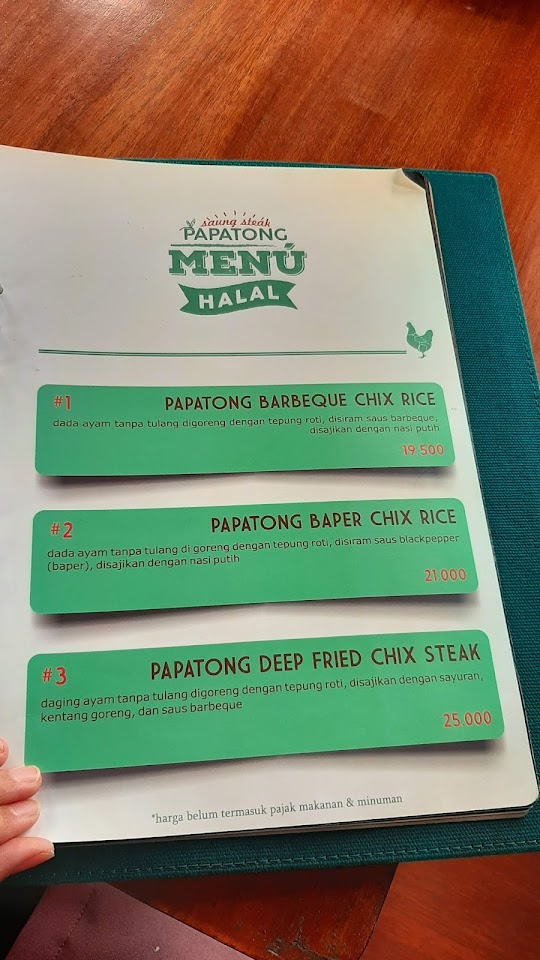 saung steak
PAPATONG
MENÚ
HALAL
#1
PAPATONG BARBEQUE CHIX RICE
dada ayam tanpa tulang digoreng dengan tepung roti, disiram saus barbeque,
disajikan dengan nasi putih
19.500
#2
PAPATONG BAPER CHIX RICE
dada ayam tanpa tulang di goreng dengan tepung roti, disiram saus blackpepper
(baper), disajikan dengan nasi putih
21.000
#3
PAPATONG DEEP FRIED CHIX STEAK
daging ayam tanpa tulang digoreng dengan tepung roti, disajikan dengan sayuran,
kentang goreng, dan saus barbeque
25.000
*harga belum termasuk pajak makanan & minuman